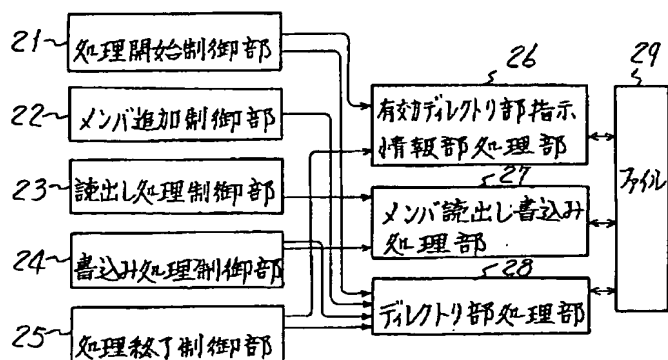 21
処理開始制御部
22
メンバ追加制御部
23
読出し処理制御部
24
書込み処理制御部
25
処理終了制御部
26
有効ディレクトリ部指示
情報部処理部
27
メンバ読出し書込み
処理部
28
ディレクトリ部処理部
29
ファイル